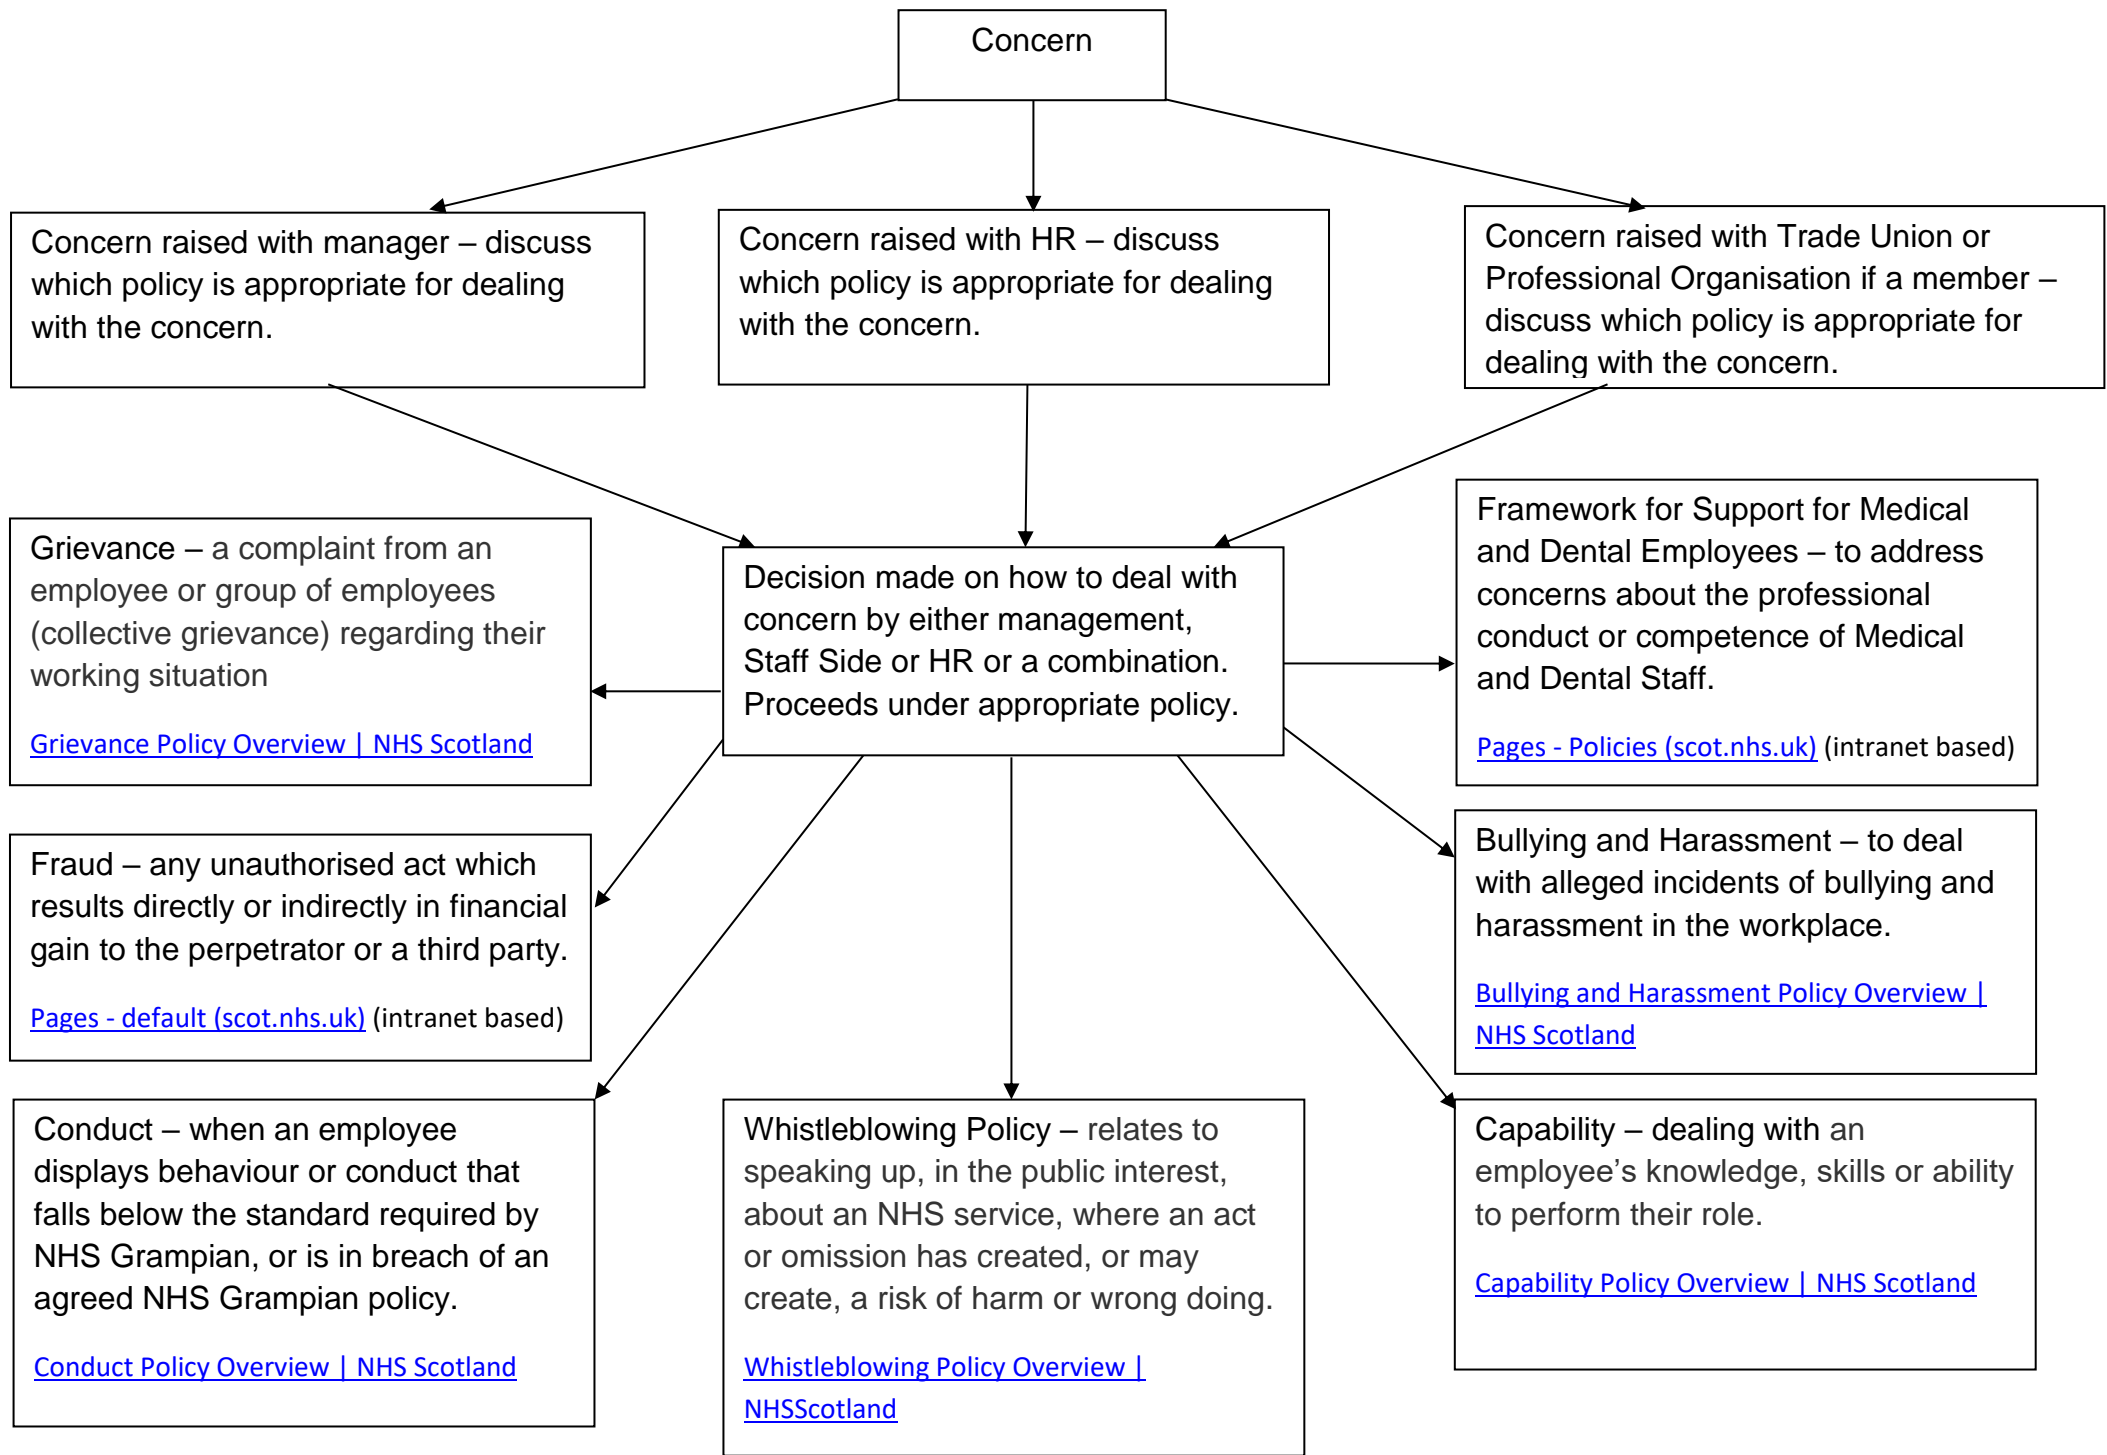 Concern
Concern raised with manager – discuss
which policy is appropriate for dealing
with the concern.
Concern raised with HR – discuss
which policy is appropriate for dealing
with the concern.
Concern raised with Trade Union or
Professional Organisation if a member –
discuss which policy is appropriate for
dealing with the concern.
Grievance – a complaint from an
employee or group of employees
(collective grievance) regarding their
working situation
Grievance Policy Overview | NHS Scotland
Decision made on how to deal with
concern by either management,
Staff Side or HR or a combination.
Proceeds under appropriate policy.
Framework for Support for Medical
and Dental Employees – to address
concerns about the professional
conduct or competence of Medical
and Dental Staff.
Pages - Policies (scot.nhs.uk) (intranet based)
Fraud – any unauthorised act which
results directly or indirectly in financial
gain to the perpetrator or a third party.
Pages - default (scot.nhs.uk) (intranet based)
Bullying and Harassment – to deal
with alleged incidents of bullying and
harassment in the workplace.
Bullying and Harassment Policy Overview |
NHS Scotland
Conduct – when an employee
displays behaviour or conduct that
falls below the standard required by
NHS Grampian, or is in breach of an
agreed NHS Grampian policy.
Conduct Policy Overview | NHS Scotland
Whistleblowing Policy – relates to
speaking up, in the public interest,
about an NHS service, where an act
or omission has created, or may
create, a risk of harm or wrong doing.
Whistleblowing Policy Overview |
NHSScotland
Capability – dealing with an
employee’s knowledge, skills or ability
to perform their role.
Capability Policy Overview | NHS Scotland